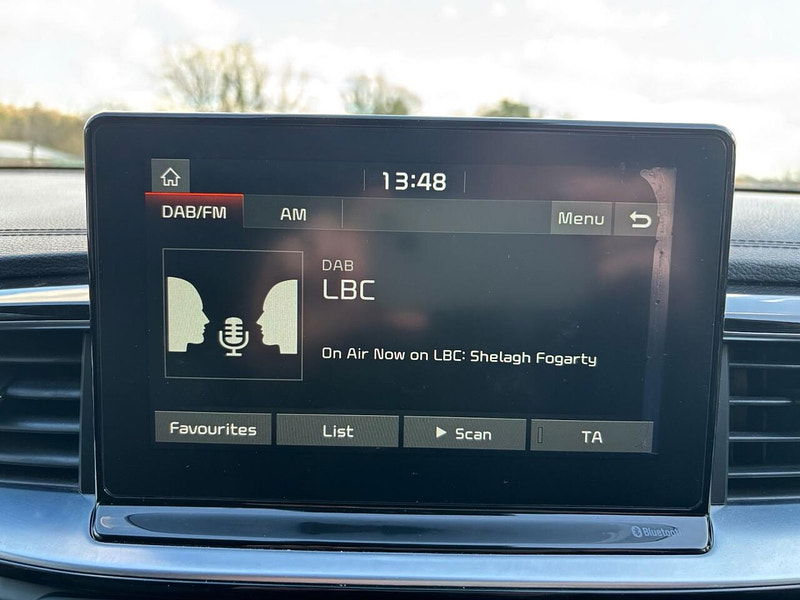 13:48
DAB/FM AM Menu
DAB
LBC
On Air Now on LBC: Shelagh Fogarty
Favourites List Scan TA
Bluetooth